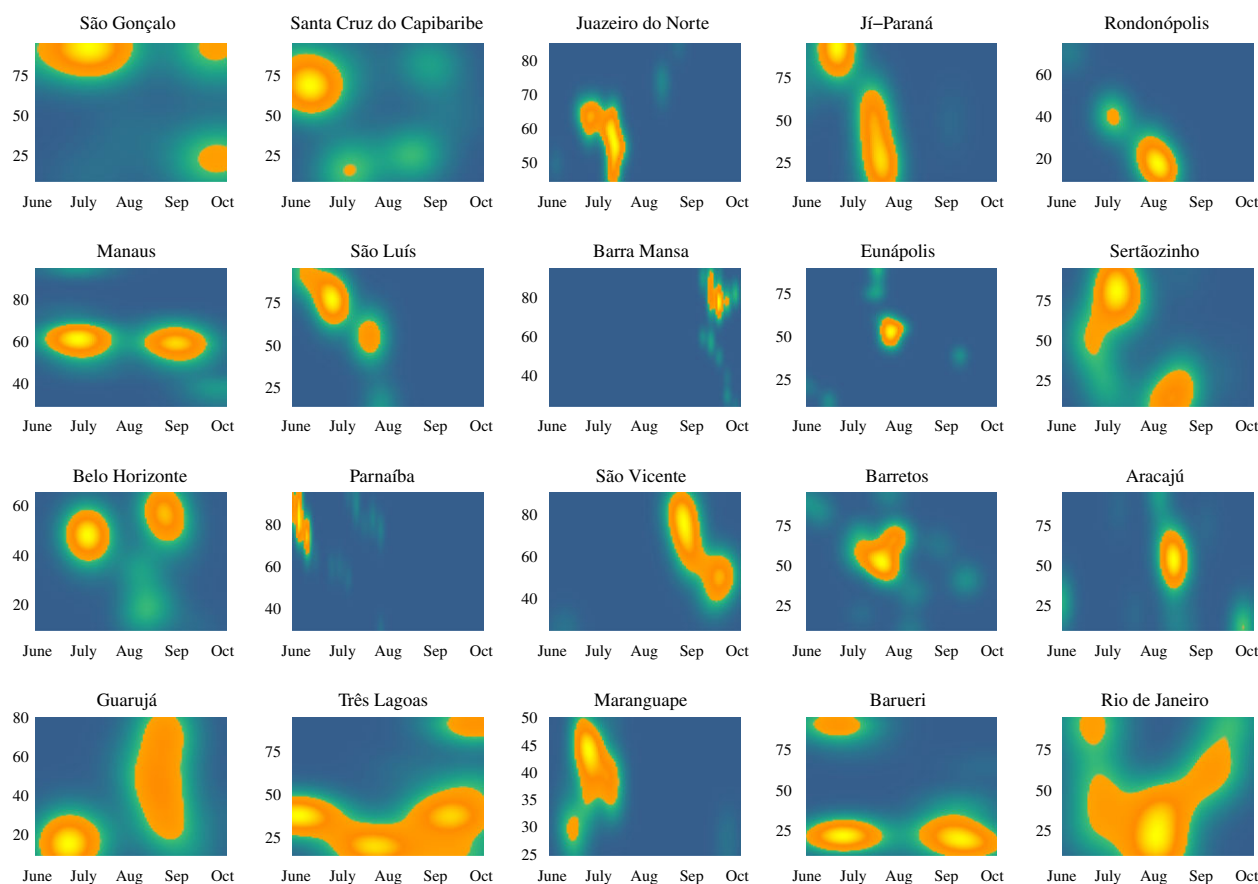 São Gonçalo Santa Cruz do Capibaribe Juazeiro do Norte Jí−Paraná Rondonópolis
75 50 25 75 50 25 80 70 60 50 75 50 25 60 40 20
June July Aug Sep Oct June July Aug Sep Oct June July Aug Sep Oct June July Aug Sep Oct June July Aug Sep Oct
Manaus São Luís Barra Mansa Eunápolis Sertãozinho
80 60 40 75 50 25 80 60 40 75 50 25 75 50 25
June July Aug Sep Oct June July Aug Sep Oct June July Aug Sep Oct June July Aug Sep Oct June July Aug Sep Oct
Belo Horizonte Parnaíba São Vicente Barretos Aracajú
60 40 20 80 60 40 80 60 40 75 50 25 75 50 25
June July Aug Sep Oct June July Aug Sep Oct June July Aug Sep Oct June July Aug Sep Oct June July Aug Sep Oct
Guarujá Três Lagoas Maranguape Barueri Rio de Janeiro
80 60 40 20 75 50 25 50 45 40 35 30 25 75 50 25 75 50 25
June July Aug Sep Oct June July Aug Sep Oct June July Aug Sep Oct June July Aug Sep Oct June July Aug Sep Oct